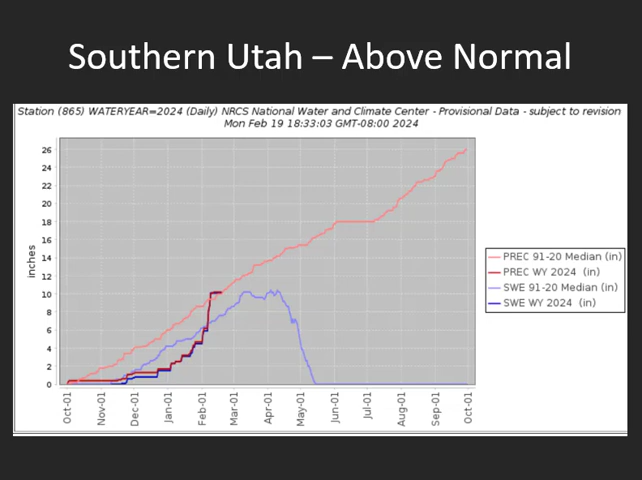 Southern Utah – Above Normal
Station (865) WATERYEAR=2024 (Daily) NRCS National Water and Climate Center - Provisional Data - subject to revision
Mon Feb 19 18:33:03 GMT-08:00 2024
26
24
22
20
18
16
14
12
10
8
6
4
2
0
inches
Oct-01
Nov-01
Dec-01
Jan-01
Feb-01
Mar-01
Apr-01
May-01
Jun-01
Jul-01
Aug-01
Sep-01
Oct-01
PREC 91-20 Median (in)
PREC WY 2024 (in)
SWE 91-20 Median (in)
SWE WY 2024 (in)